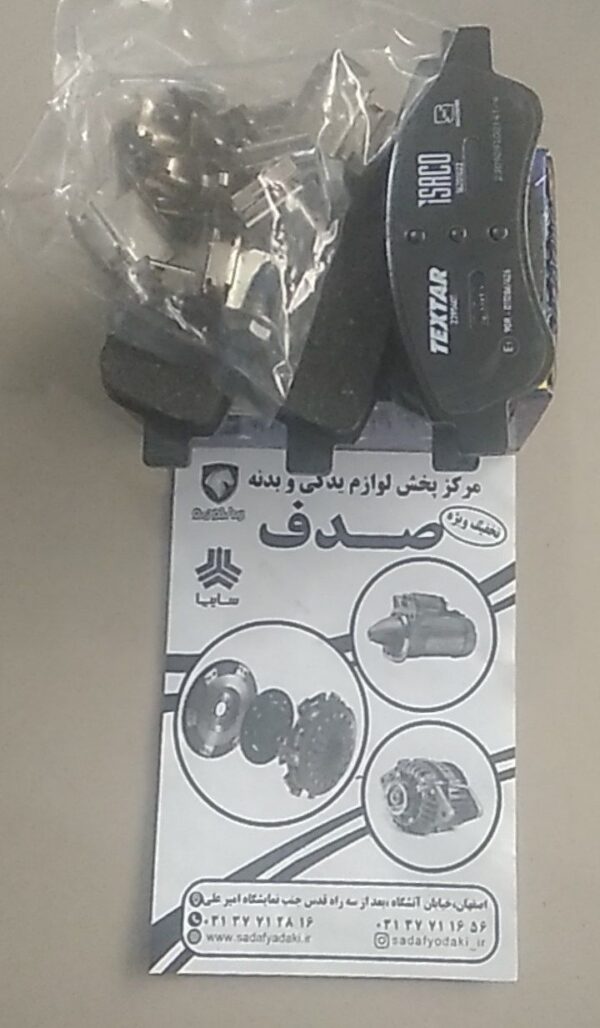 ISACO
TEXTAR
مرکز پخش لوازم یدکی و بدنه
صدف
تخفیف ویژه
سایپا
اصفهان،خیابان آتشگاه ،بعد از سه راه قدس جنب نمایشگاه امیر علی
۰۳۱ ۳۷ ۷۱ ۲۸ ۱۶
۰۳۱ ۳۷ ۷۱ ۱۶ ۵۶
www.sadafyadaki.ir
sadafyodaki_ir